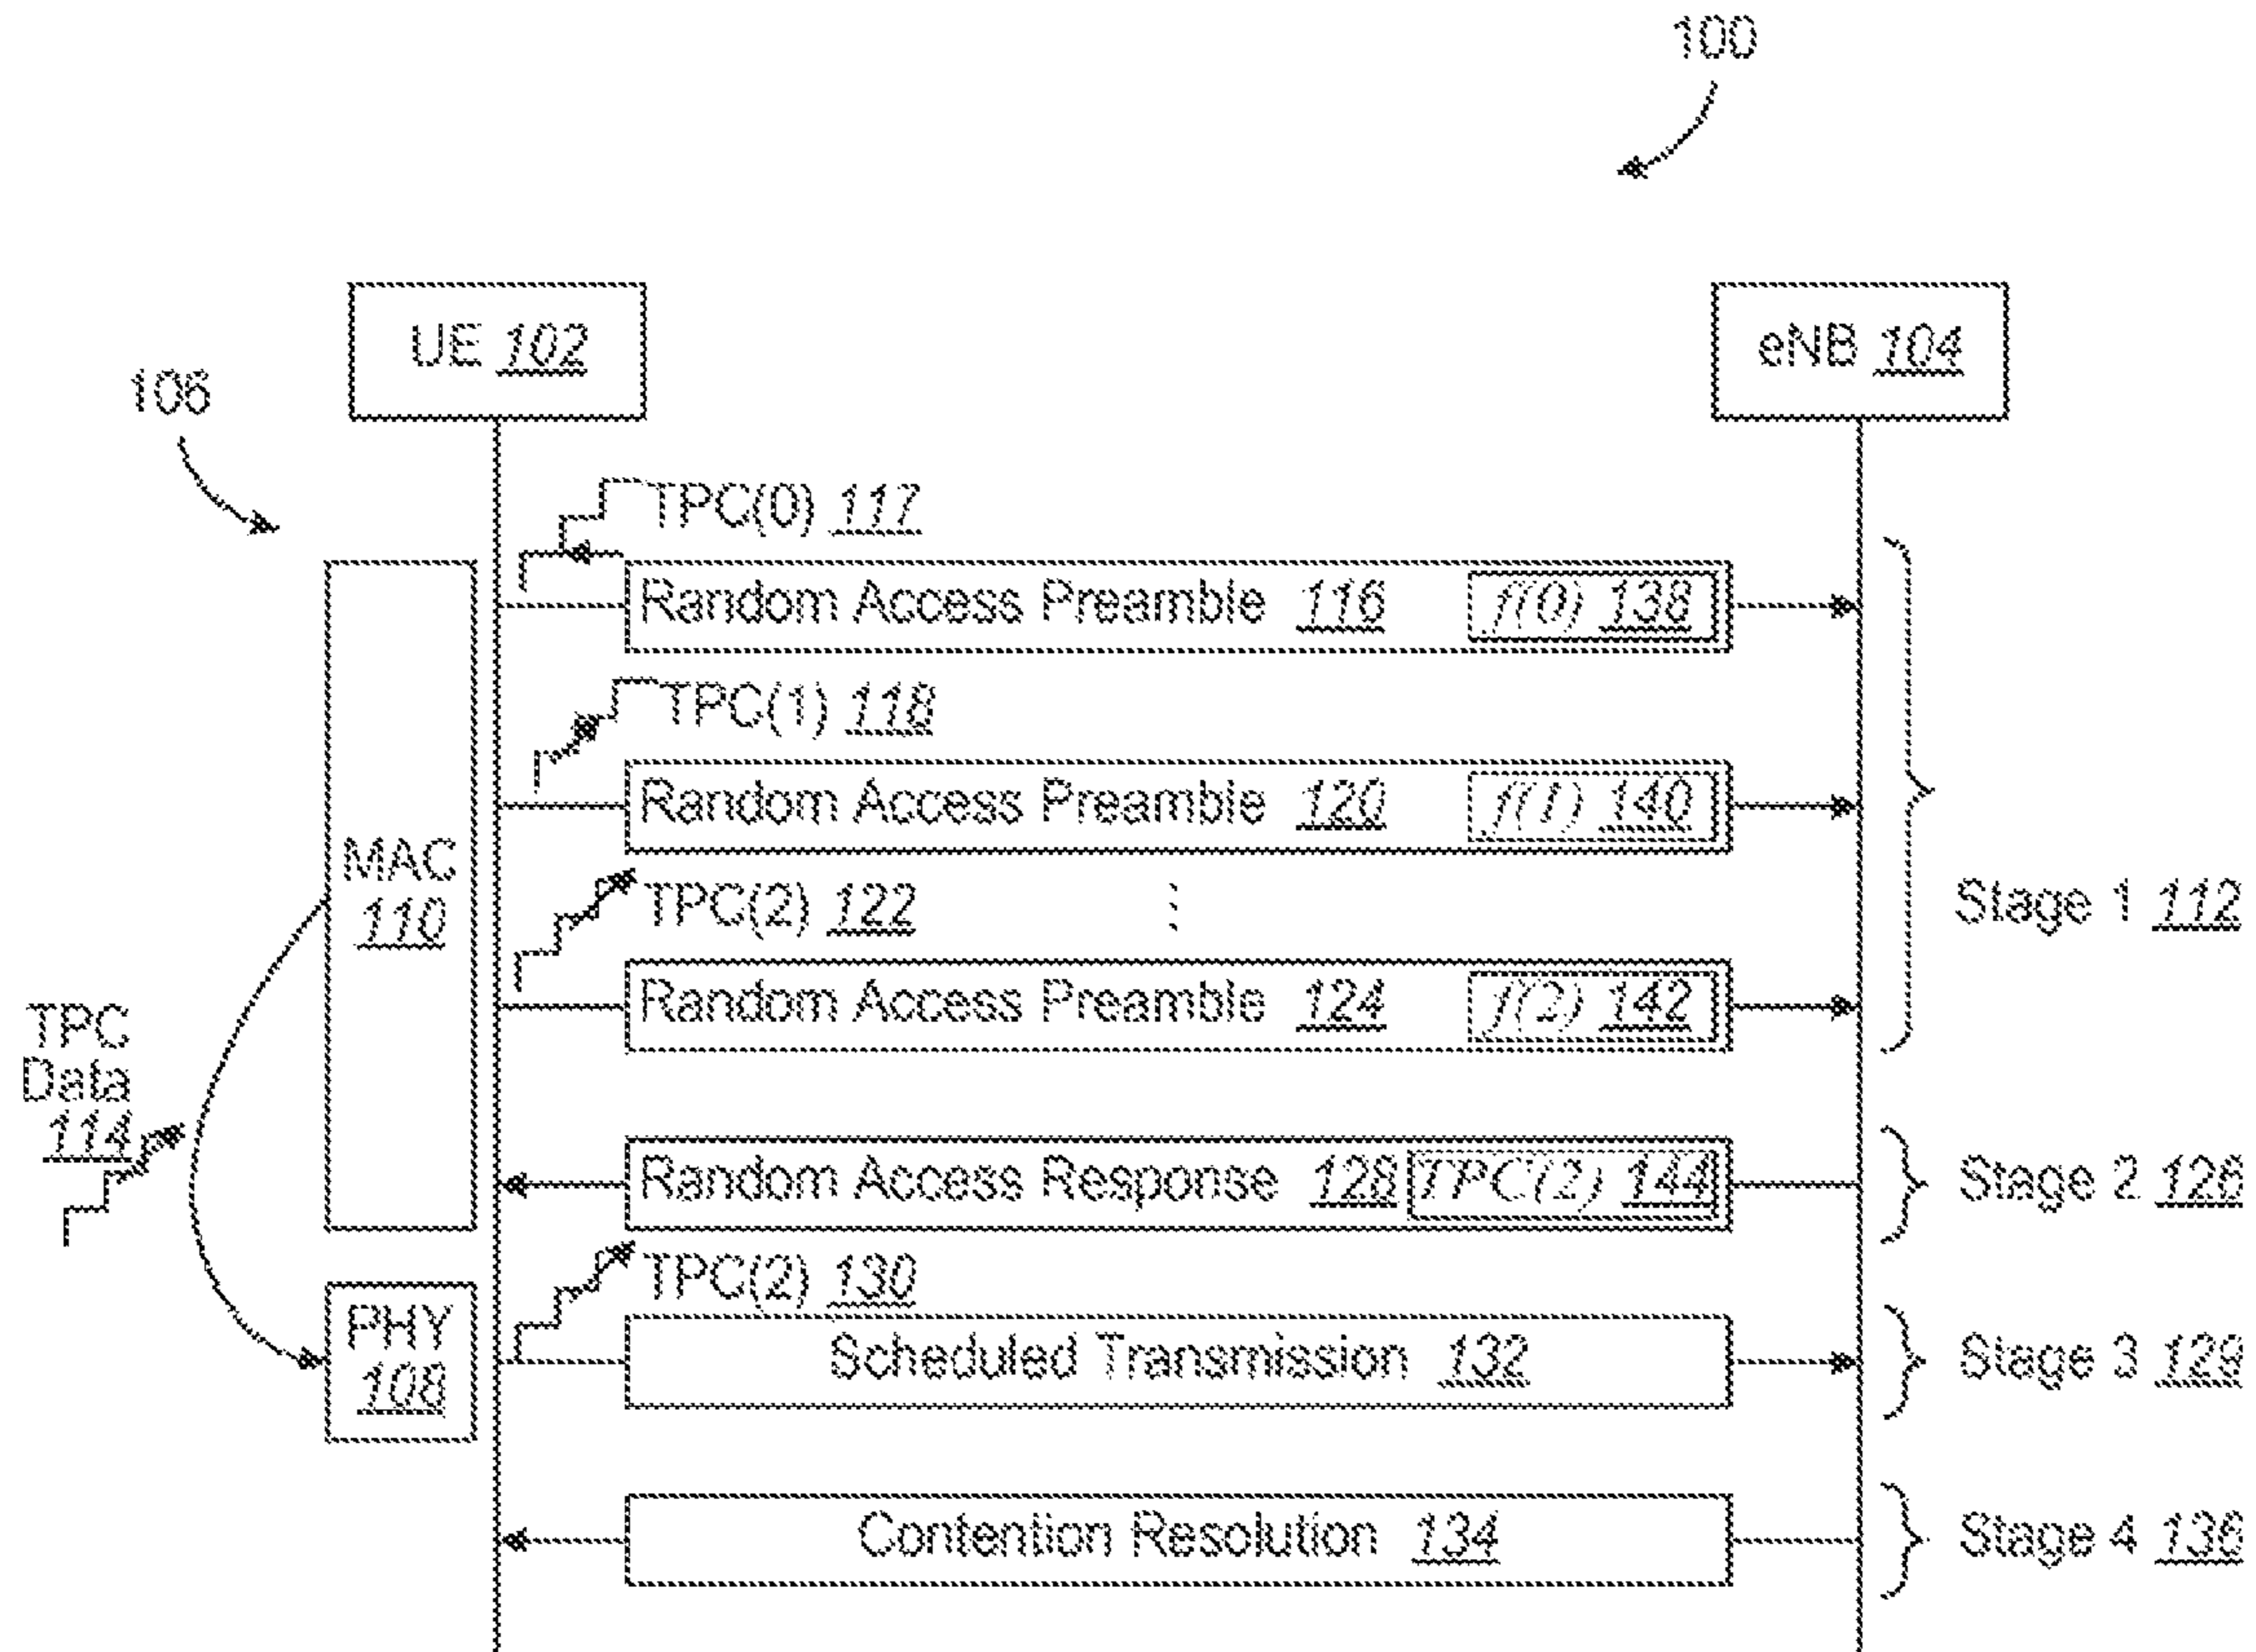 100
UE 102
eNB 104
106
TPC(0) 117
Random Access Preamble 116 f(0) 138
TPC(1) 118
Random Access Preamble 120 f(1) 140
MAC
110
TPC(2) 122
⋮
Stage 1 112
Random Access Preamble 124 f(2) 142
TPC
Data
114
Random Access Response 128 TPC(2) 144
Stage 2 126
TPC(2) 130
PHY
108
Scheduled Transmission 132
Stage 3 129
Contention Resolution 134
Stage 4 136